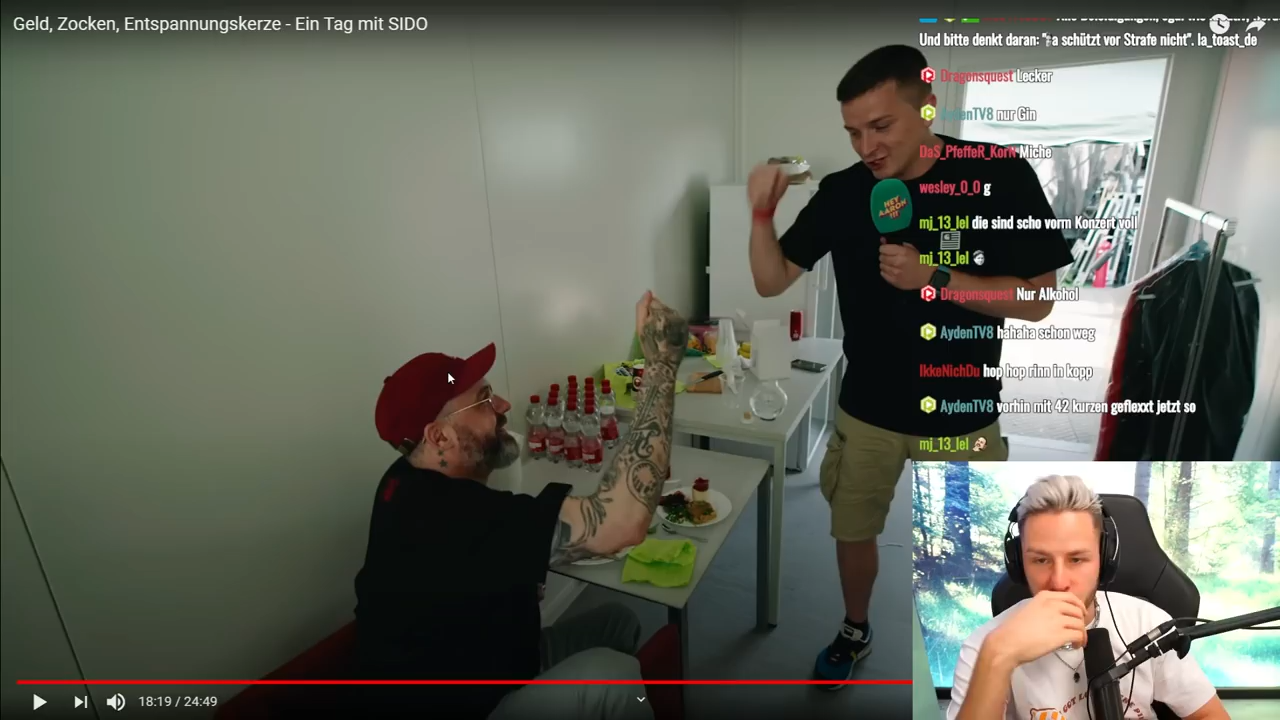 Geld, Zocken, Entspannungskerze - Ein Tag mit SIDO
Und bitte denkt daran: "
a schützt vor Strafe nicht". la_toast_de
Dragonsquest Lecker
AydenTV8 nur Gin
DaS_PfeffeR_KorN Miche
wesley_0_0 g
mj_13_lel die sind scho vorm Konzert voll
mj_13_lel
Dragonsquest Nur Alkohol
AydenTV8 hahaha schon weg
IkkeNichDu hop hop rinn in kopp
AydenTV8 vorhin mit 42 kurzen geflexxt jetzt so
mj_13_lel
HEY
AARON
!!!
18:19 / 24:49